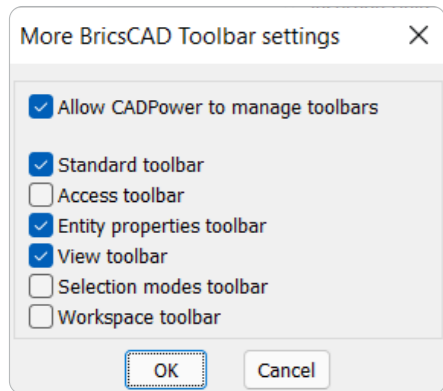 More BricsCAD Toolbar settings
Allow CADPower to manage toolbars
Standard toolbar
Access toolbar
Entity properties toolbar
View toolbar
Selection modes toolbar
Workspace toolbar
OK Cancel